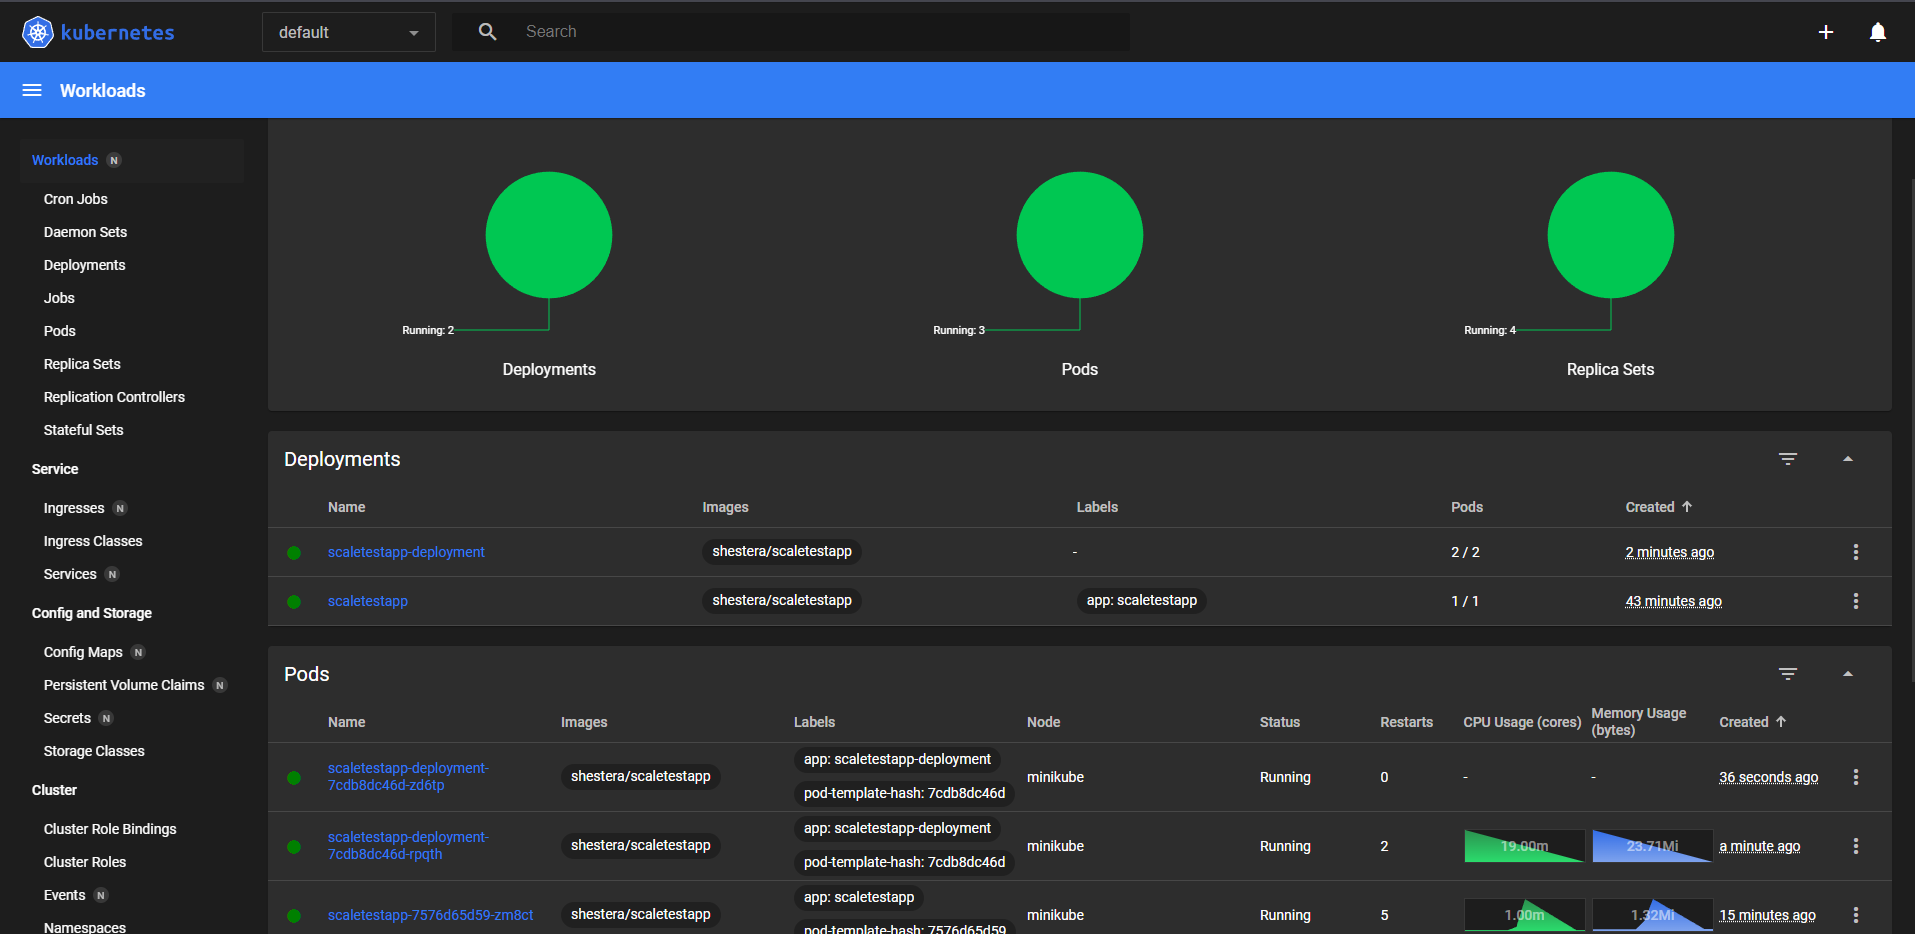 kubernetes
default
Search
Workloads
Workloads N
Cron Jobs
Daemon Sets
Deployments
Jobs
Pods
Replica Sets
Replication Controllers
Stateful Sets
Service
Ingresses N
Ingress Classes
Services N
Config and Storage
Config Maps N
Persistent Volume Claims N
Secrets N
Storage Classes
Cluster
Cluster Role Bindings
Cluster Roles
Events N
Namespaces
Running: 2
Deployments
Running: 3
Pods
Running: 4
Replica Sets
Deployments
Name Images Labels Pods Created
scaletestapp-deployment shestera/scaletestapp - 2 / 2 2 minutes ago
scaletestapp shestera/scaletestapp app: scaletestapp 1 / 1 43 minutes ago
Pods
Name Images Labels Node Status Restarts CPU Usage (cores) Memory Usage
(bytes) Created
scaletestapp-deployment-
7cdb8dc46d-zd6tp
shestera/scaletestapp
app: scaletestapp-deployment
pod-template-hash: 7cdb8dc46d
minikube Running 0 - - 36 seconds ago
scaletestapp-deployment-
7cdb8dc46d-rpqth
shestera/scaletestapp
app: scaletestapp-deployment
pod-template-hash: 7cdb8dc46d
minikube Running 2 19.00m 23.71Mi a minute ago
scaletestapp-7576d65d59-zm8ct
shestera/scaletestapp
app: scaletestapp
pod-template-hash: 7576d65d59
minikube Running 5 1.00m 1.32Mi 15 minutes ago